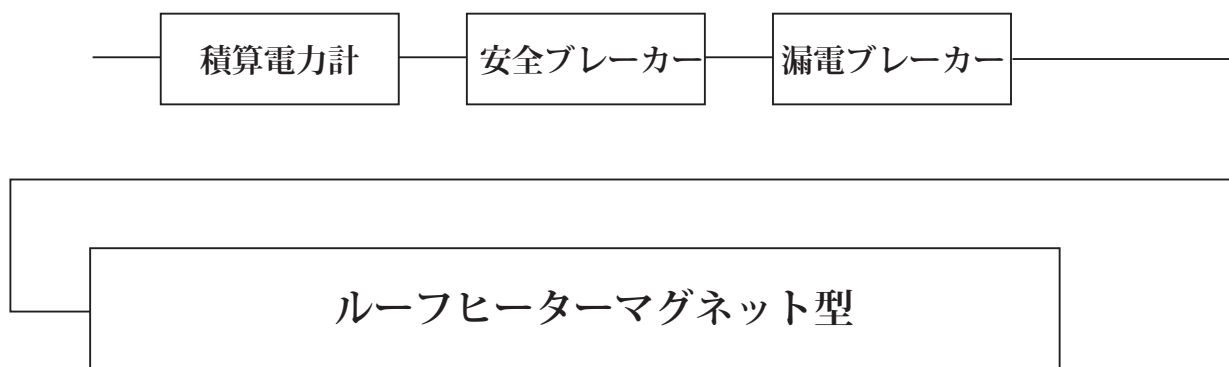 積算電力計
安全ブレーカー
漏電ブレーカー
ルーフヒーターマグネット型